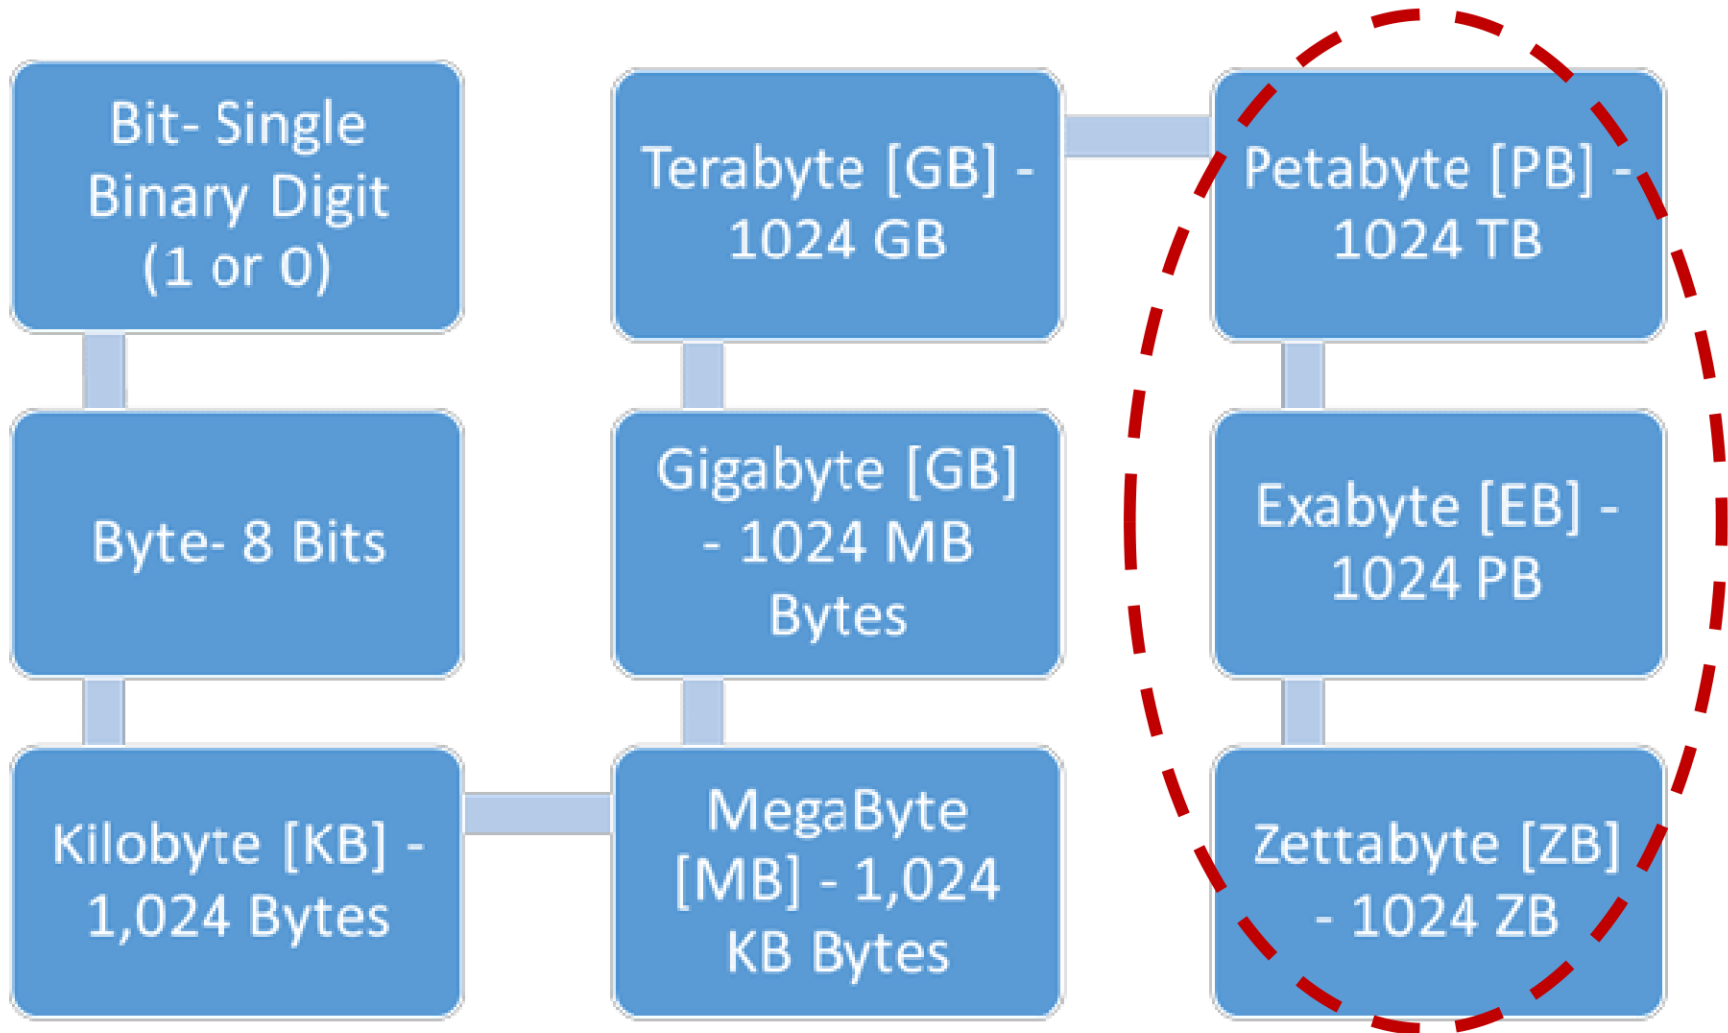 Bit- Single
Binary Digit
(1 or 0)
Byte- 8 Bits
Kilobyte [KB] -
1,024 Bytes
MegaByte
[MB] - 1,024
KB Bytes
Gigabyte [GB]
- 1024 MB
Bytes
Terabyte [GB] -
1024 GB
Petabyte [PB] -
1024 TB
Exabyte [EB] -
1024 PB
Zettabyte [ZB]
- 1024 ZB